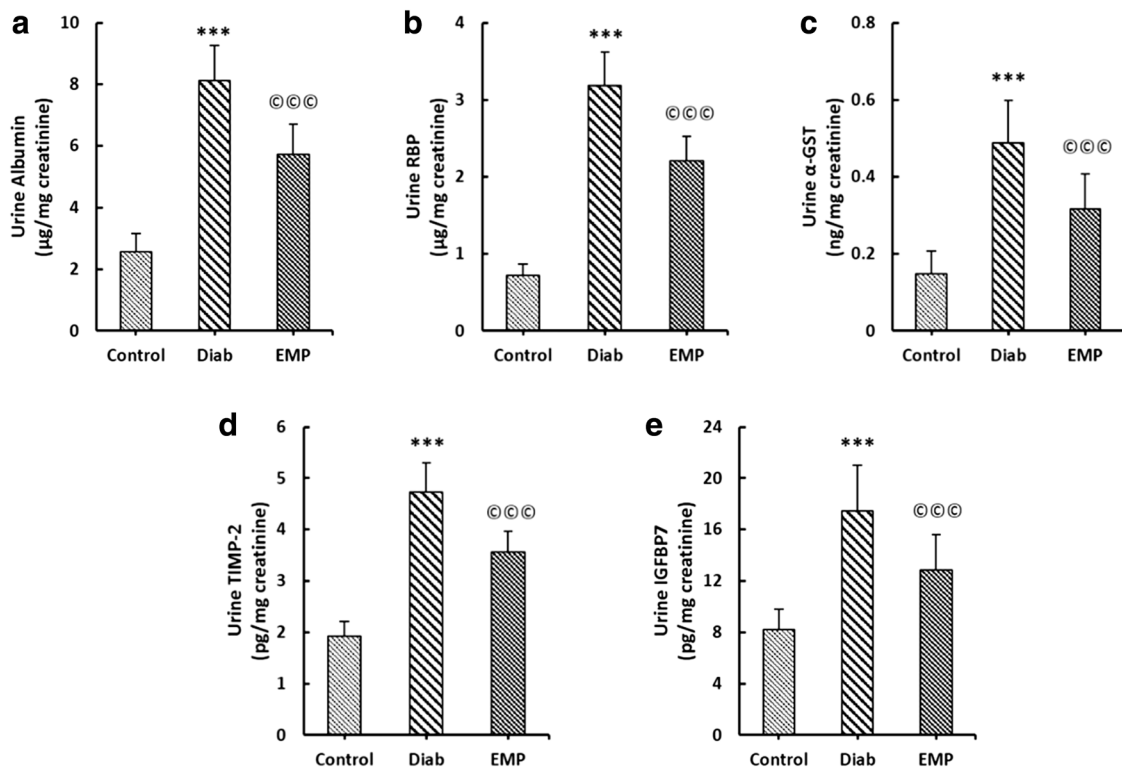 a
Urine Albumin
(µg/mg creatinine)
10
8
6
4
2
0
***
©©©
Control Diab EMP
b
Urine RBP
(µg/mg creatinine)
4
3
2
1
0
***
©©©
Control Diab EMP
c
Urine α-GST
(ng/mg creatinine)
0.8
0.6
0.4
0.2
0
***
©©©
Control Diab EMP
d
Urine TIMP-2
(pg/mg creatinine)
6
5
4
3
2
1
0
***
©©©
Control Diab EMP
e
Urine IGFBP7
(pg/mg creatinine)
24
20
16
12
8
4
0
***
©©©
Control Diab EMP